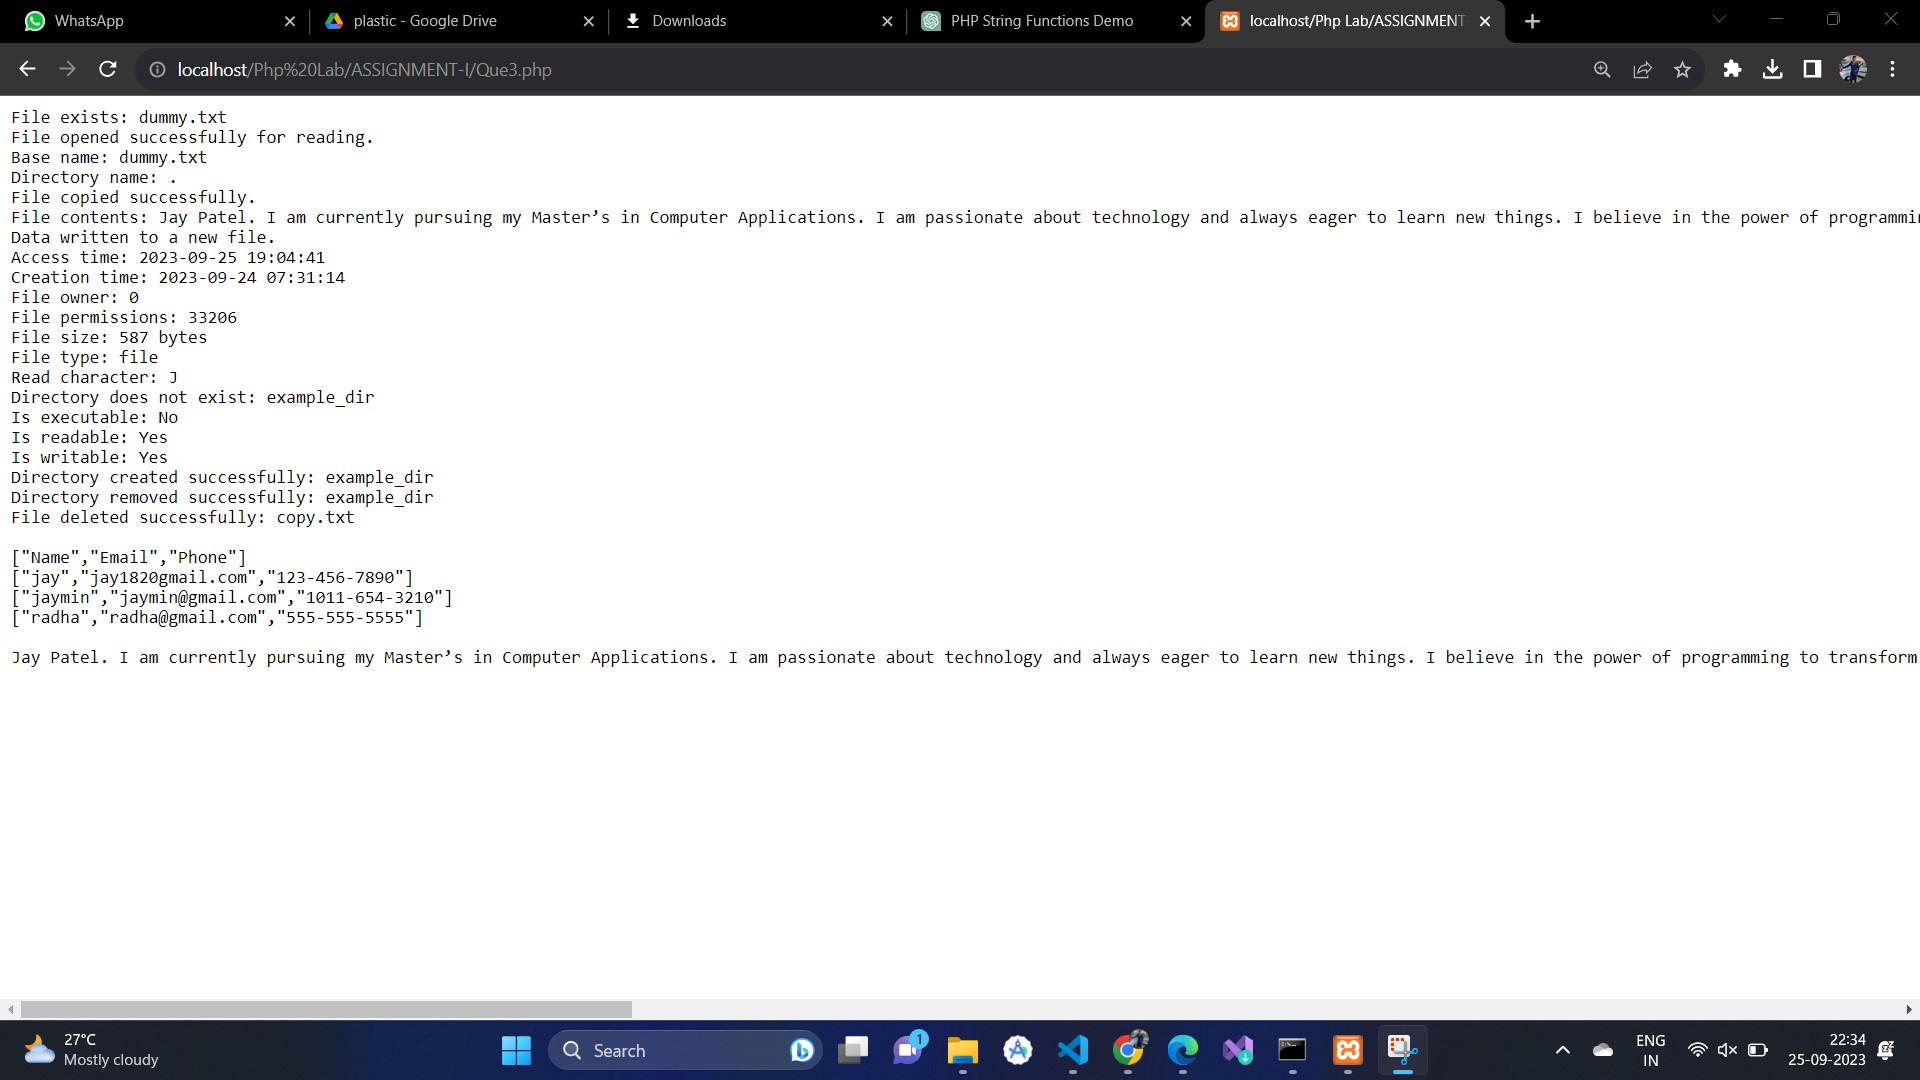 WhatsApp
plastic - Google Drive
Downloads
PHP String Functions Demo
localhost/Php Lab/ASSIGNMENT-
localhost/Php%20Lab/ASSIGNMENT-I/Que3.php
File exists: dummy.txt
File opened successfully for reading.
Base name: dummy.txt
Directory name: .
File copied successfully.
File contents: Jay Patel. I am currently pursuing my Master’s in Computer Applications. I am passionate about technology and always eager to learn new things. I believe in the power of programmi
Data written to a new file.
Access time: 2023-09-25 19:04:41
Creation time: 2023-09-24 07:31:14
File owner: 0
File permissions: 33206
File size: 587 bytes
File type: file
Read character: J
Directory does not exist: example_dir
Is executable: No
Is readable: Yes
Is writable: Yes
Directory created successfully: example_dir
Directory removed successfully: example_dir
File deleted successfully: copy.txt
["Name","Email","Phone"]
["jay","jay1820gmail.com","123-456-7890"]
["jaymin","jaymin@gmail.com","1011-654-3210"]
["radha","radha@gmail.com","555-555-5555"]
Jay Patel. I am currently pursuing my Master’s in Computer Applications. I am passionate about technology and always eager to learn new things. I believe in the power of programming to transform
27°C
Mostly cloudy
Search
1
ENG
IN
22:34
25-09-2023